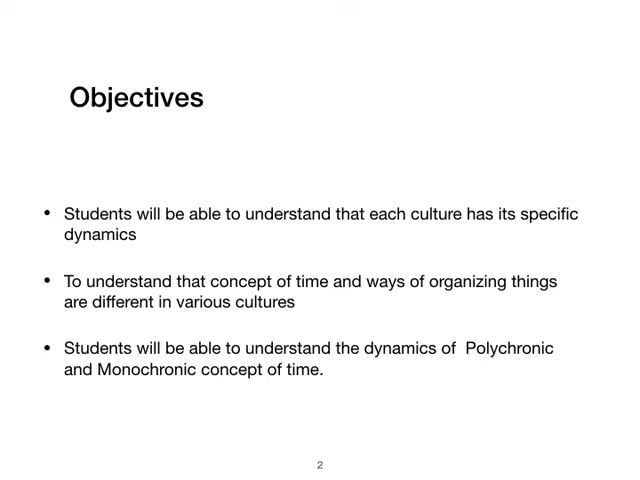 Objectives
• Students will be able to understand that each culture has its specific
dynamics
• To understand that concept of time and ways of organizing things
are different in various cultures
• Students will be able to understand the dynamics of  Polychronic
and Monochronic concept of time.
2